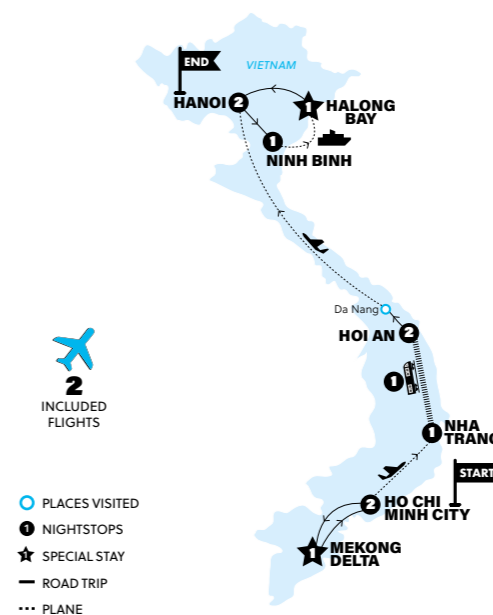 END
VIETNAM
HANOI 2
1 HALONG
BAY
1
NINH BINH
Da Nang
HOI AN 2
1
2
INCLUDED
FLIGHTS
1 NHA
TRANG
START
2 HO CHI
MINH CITY
1 MEKONG
DELTA
PLACES VISITED
1 NIGHTSTOPS
1 SPECIAL STAY
ROAD TRIP
PLANE